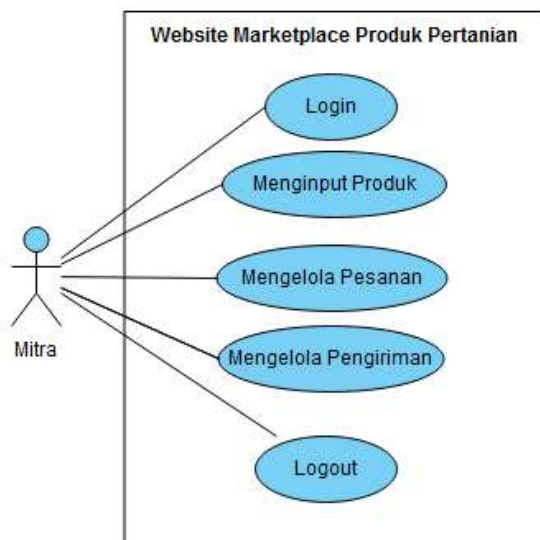 Website Marketplace Produk Pertanian
Login
Menginput Produk
Mengelola Pesanan
Mengelola Pengiriman
Mitra
Logout